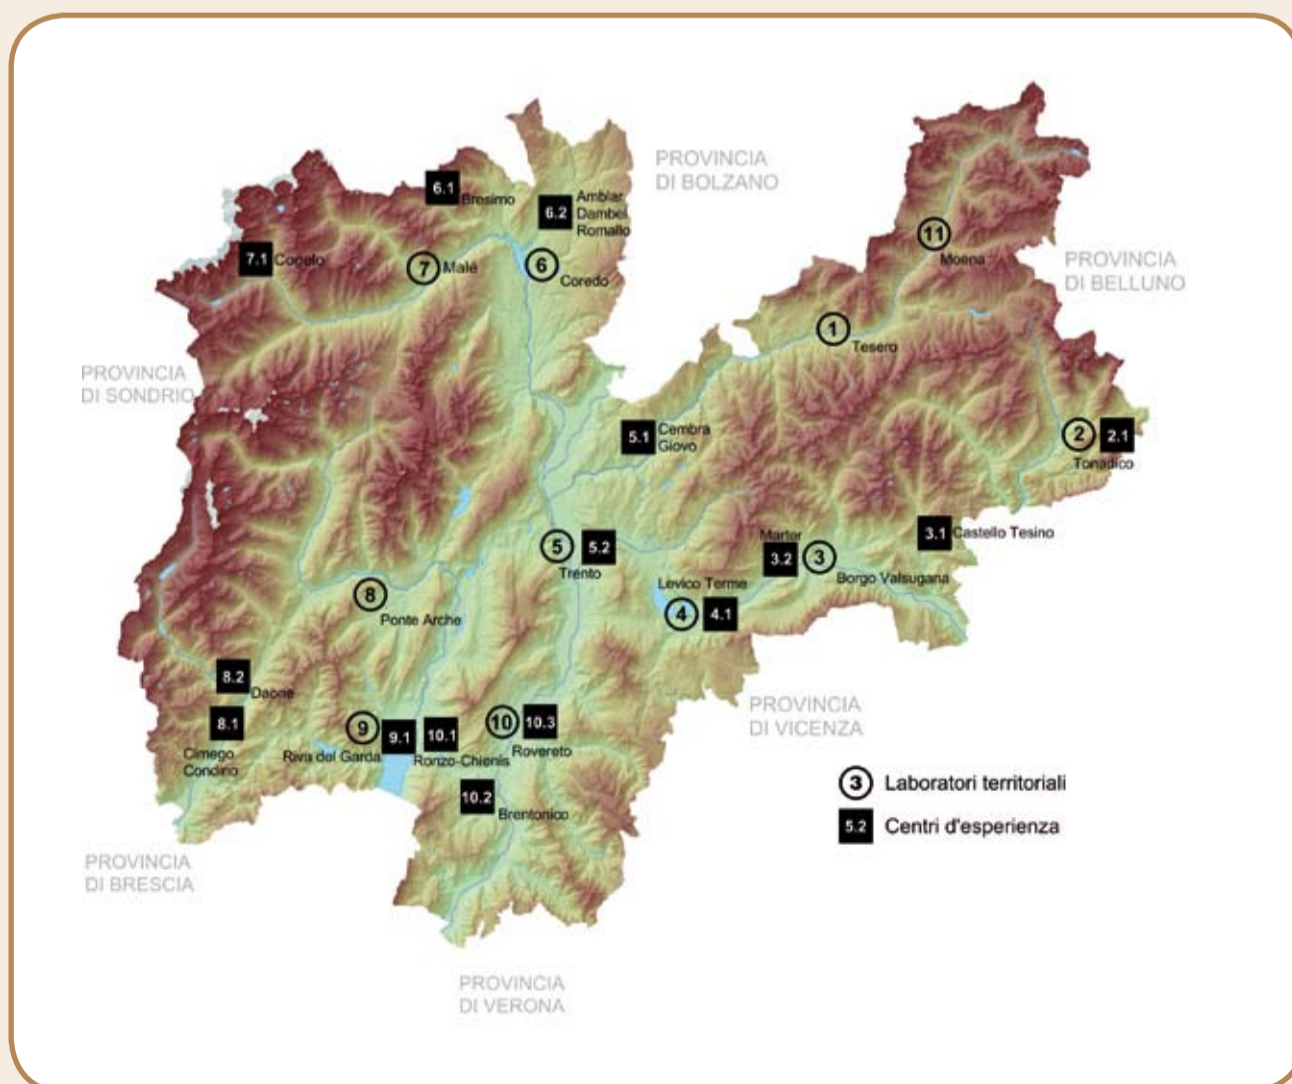 PROVINCIA
DI BOLZANO
6.1
Bresimo
6.2
Amblar
Dambel
Romallo
11
Moena
7.1
Cogolo
7
Malé
6
Coredo
PROVINCIA
DI BELLUNO
1
Tesero
PROVINCIA
DI SONDRIO
5.1
Cembra
Giovo
2
2.1
Tonadico
3.1
Castello Tesino
5
5.2
Trento
Marter
3.2
3
Borgo Valsugana
Levico Terme
4
4.1
8
Ponte Arche
8.2
Daone
8.1
Cimego
Condino
9
Riva del Garda
9.1
10.1
Ronzo-Chienis
10
10.3
Rovereto
PROVINCIA
DI VICENZA
10.2
Brentonico
3
Laboratori territoriali
5.2
Centri d'esperienza
PROVINCIA
DI BRESCIA
PROVINCIA
DI VERONA